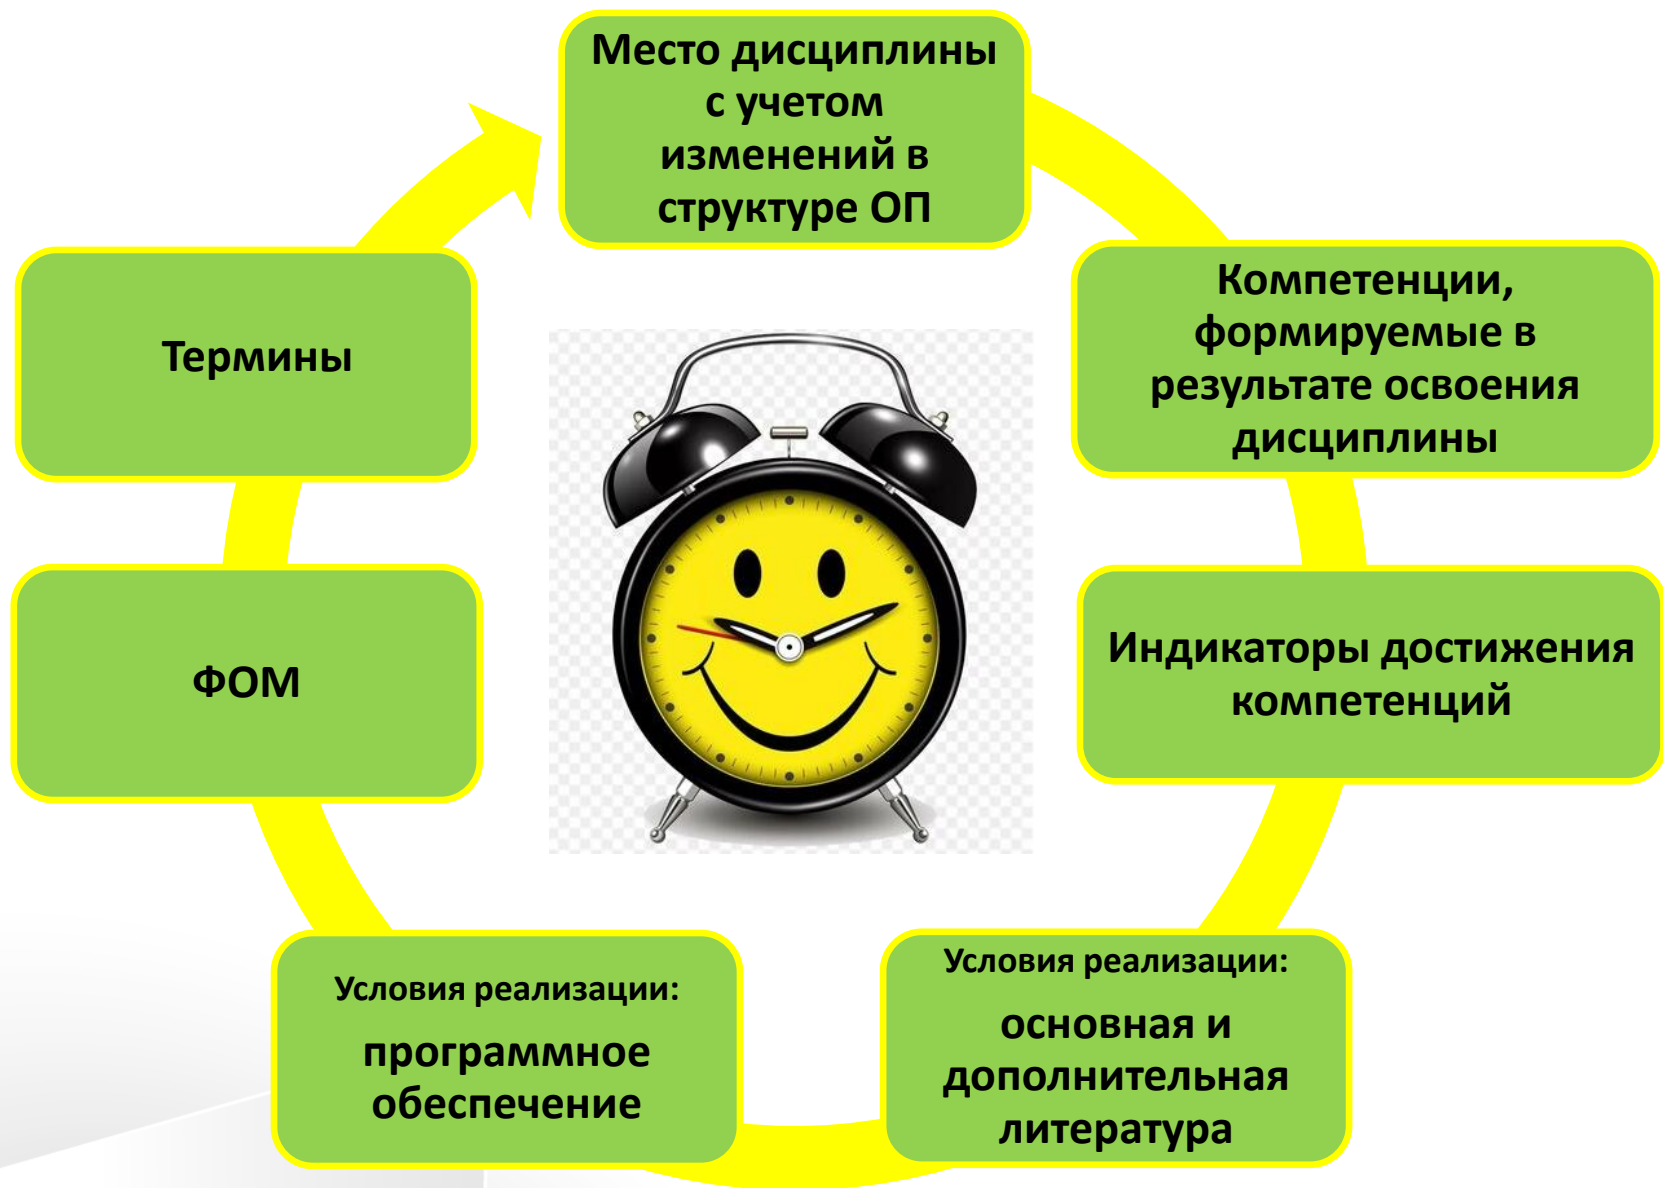 Место дисциплины
с учетом
изменений в
структуре ОП
Компетенции,
формируемые в
результате освоения
дисциплины
Индикаторы достижения
компетенций
Условия реализации:
основная и
дополнительная
литература
Условия реализации:
программное
обеспечение
ФОМ
Термины